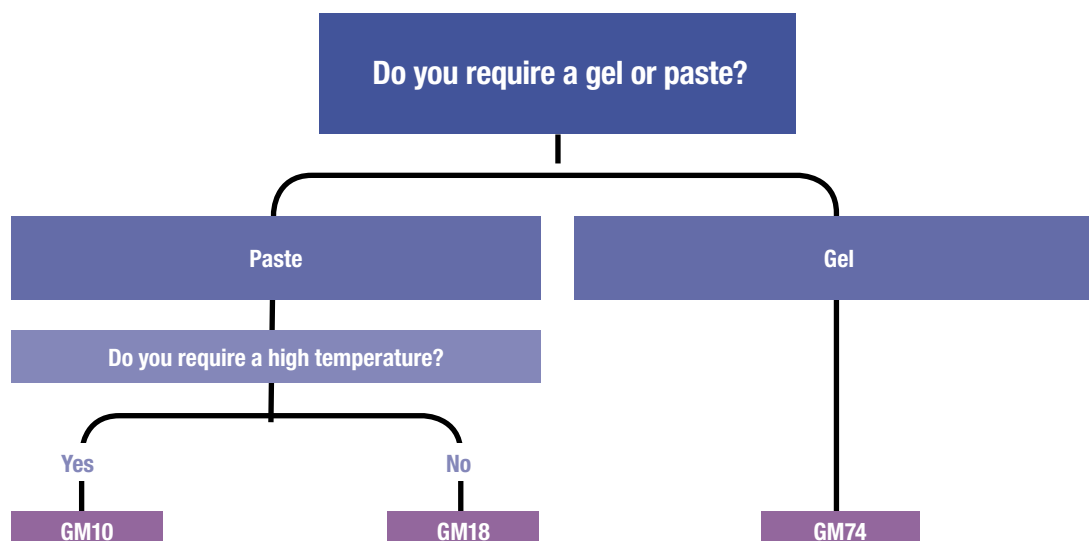 Do you require a gel or paste?
Paste
Gel
Do you require a high temperature?
Yes
No
GM10
GM18
GM74